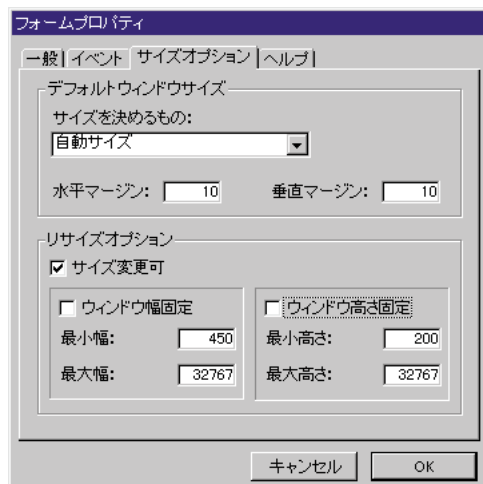 フォームプロパティ
一般 イベント サイズオプション ヘルプ
デフォルトウィンドウサイズ
サイズを決めるもの:
自動サイズ
水平マージン: 10 垂直マージン: 10
リサイズオプション
サイズ変更可
ウィンドウ幅固定 ウィンドウ高さ固定
最小幅: 450 最小高さ: 200
最大幅: 32767 最大高さ: 32767
キャンセル OK